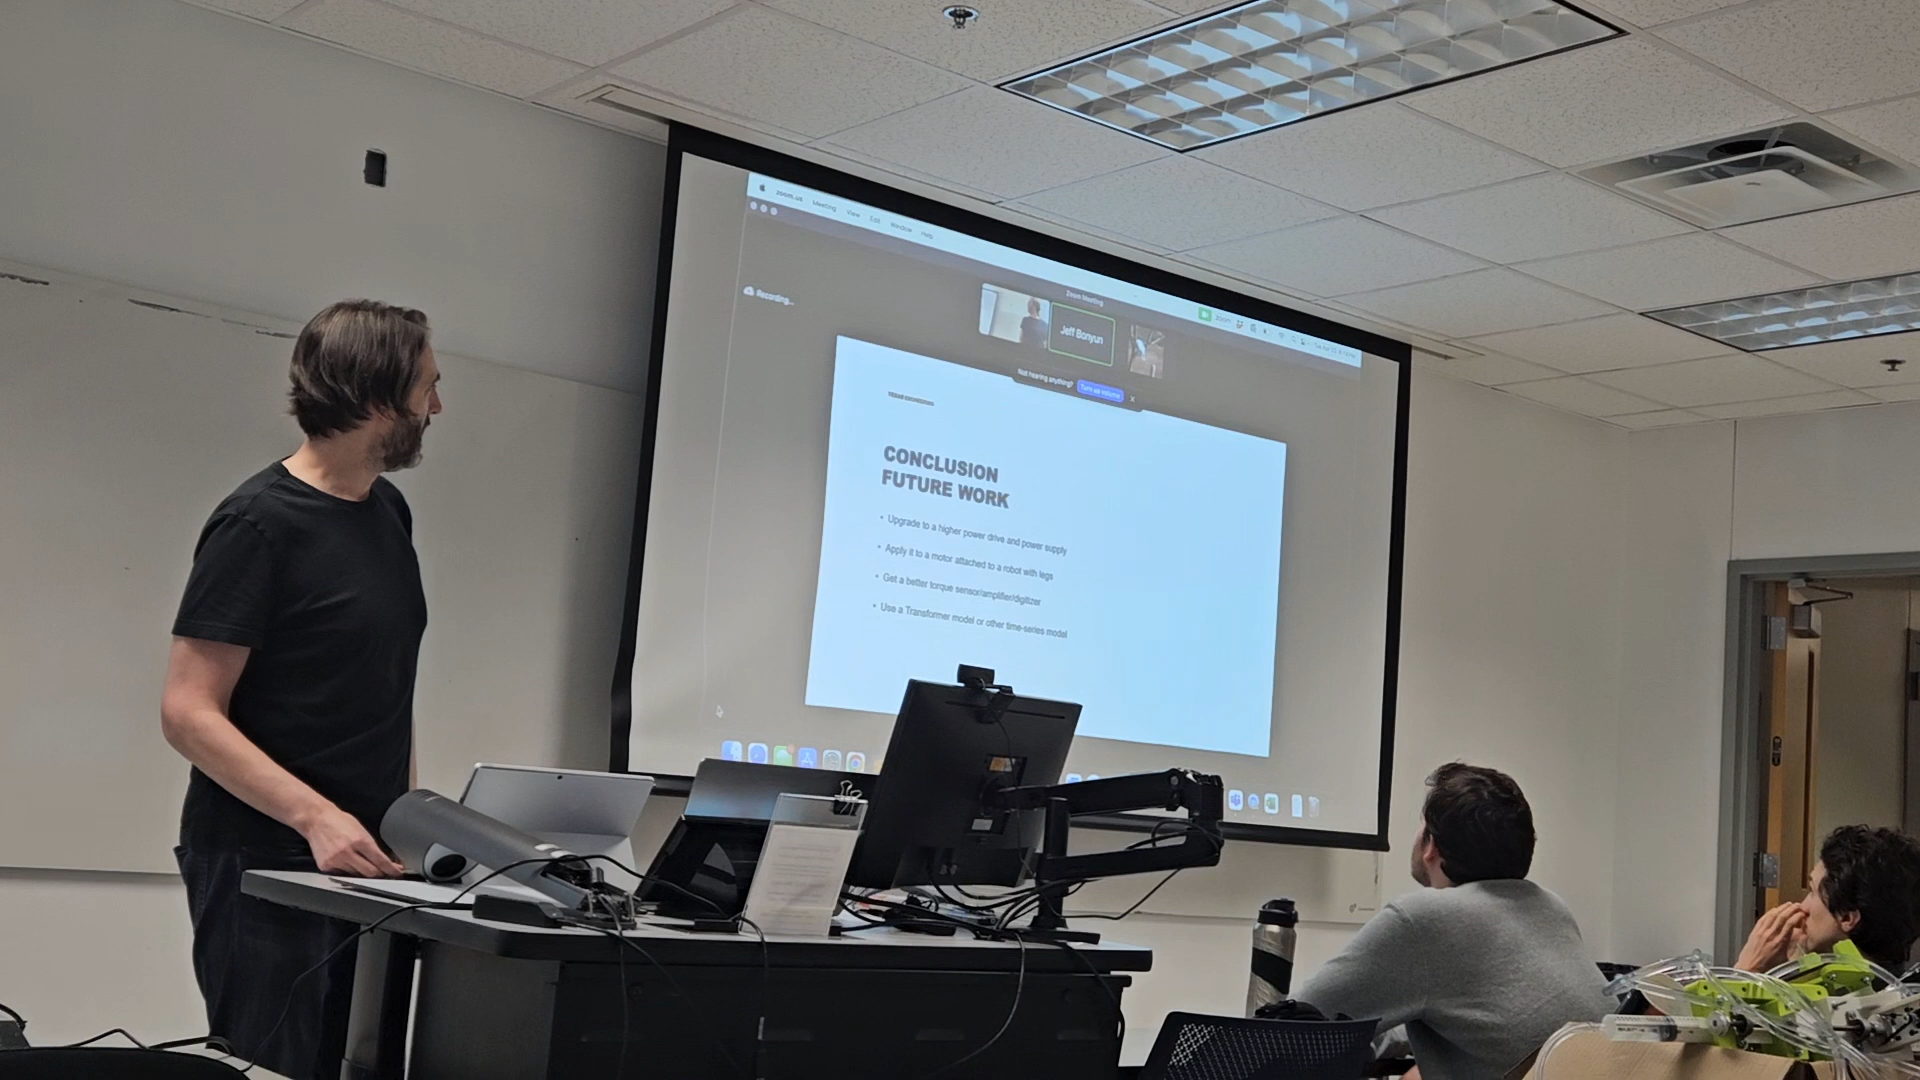 zoom.us Meeting View Edit Window Help
Zoom Meeting
Recording...
Jeff Bonyun
Not hearing anything? Turn up volume
TEXAS ENGINEERING
CONCLUSION
FUTURE WORK
• Upgrade to a higher power drive and power supply
• Apply it to a motor attached to a robot with legs
• Get a better torque sensor/amplifier/digitizer
• Use a Transformer model or other time-series model